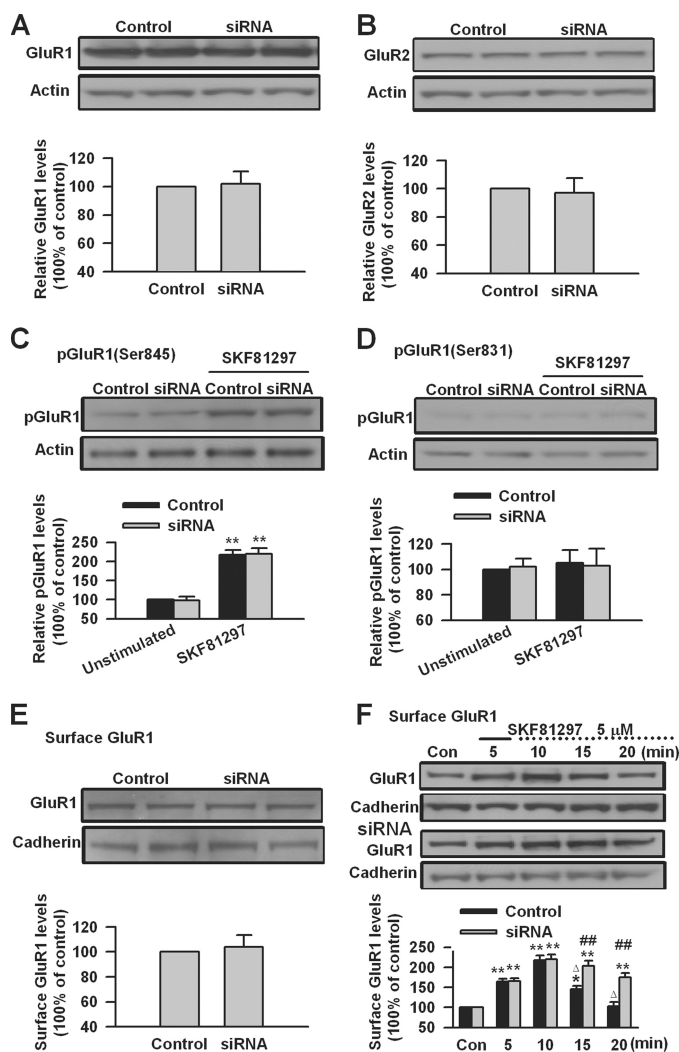 A
Control siRNA
GluR1
Actin
Relative GluR1 levels
(100% of control)
120
100
80
60
40
Control siRNA
B
Control siRNA
GluR2
Actin
Relative GluR2 levels
(100% of control)
120
100
80
60
40
Control siRNA
C
pGluR1(Ser845) SKF81297
Control siRNA Control siRNA
pGluR1
Actin
Control
siRNA
Relative pGluR1 levels
(100% of control)
250
200
150
100
50
** **
Unstimulated SKF81297
D
pGluR1(Ser831)
SKF81297
Control siRNA Control siRNA
pGluR1
Actin
Control
siRNA
Relative pGluR1 levels
(100% of control)
120
100
80
60
Unstimulated SKF81297
E
Surface GluR1
Control siRNA
GluR1
Cadherin
Surface GluR1 levels
(100% of control)
120
100
80
60
40
Control siRNA
F
Surface GluR1
SKF81297 5 μM
Con 5 10 15 20 (min)
GluR1
Cadherin
siRNA
GluR1
Cadherin
Control
siRNA
Surface GluR1 levels
(100% of control)
250
200
150
100
50
** ** ** ** Δ * ## ** Δ ## **
Con 5 10 15 20 (min)